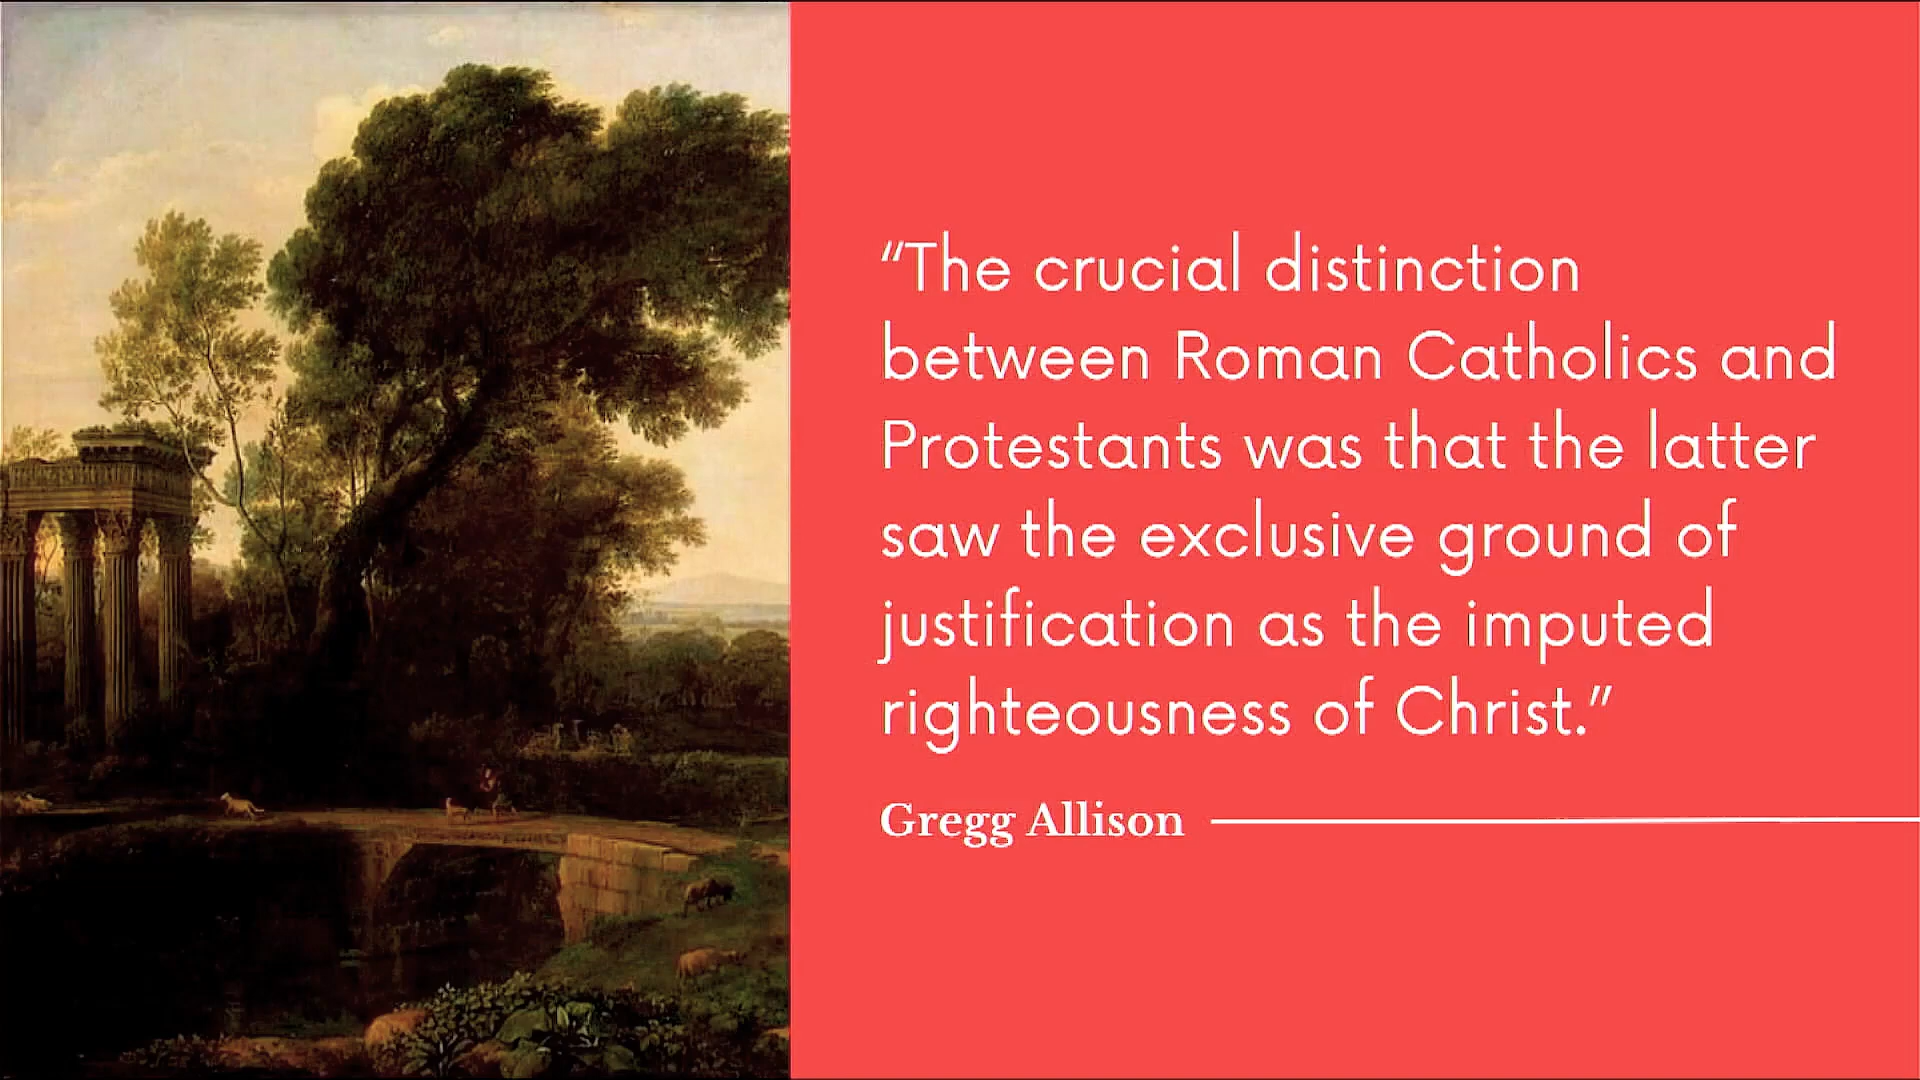 “The crucial distinction
between Roman Catholics and
Protestants was that the latter
saw the exclusive ground of
justification as the imputed
righteousness of Christ.”
Gregg Allison